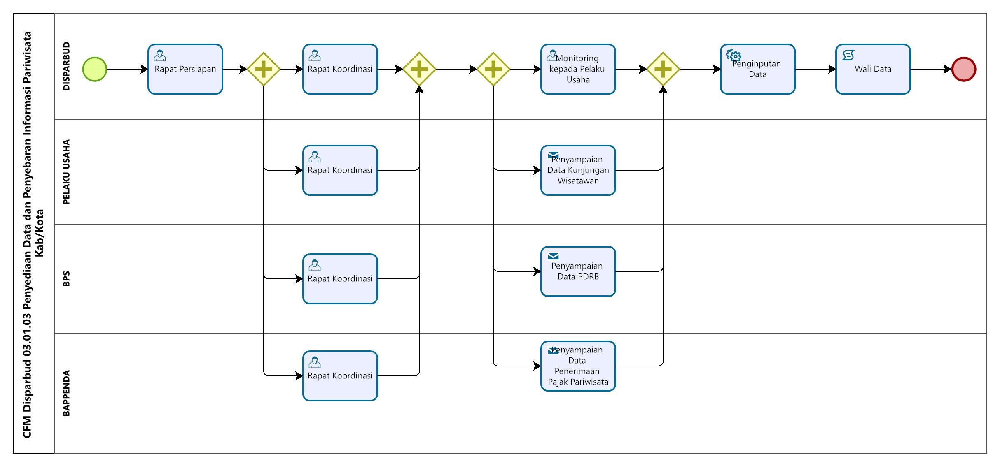 CFM Disparbud 03.01.03 Penyediaan Data dan Penyebaran Informasi Pariwisata
Kab/Kota
DISPARBUD
Rapat Persiapan
Rapat Koordinasi
Monitoring
kepada Pelaku
Usaha
Penginputan
Data
Wali Data
PELAKU USAHA
Rapat Koordinasi
Penyampaian
Data Kunjungan
Wisatawan
BPS
Rapat Koordinasi
Penyampaian
Data PDRB
BAPPENDA
Rapat Koordinasi
Penyampaian
Data
Penerimaan
Pajak Pariwisata